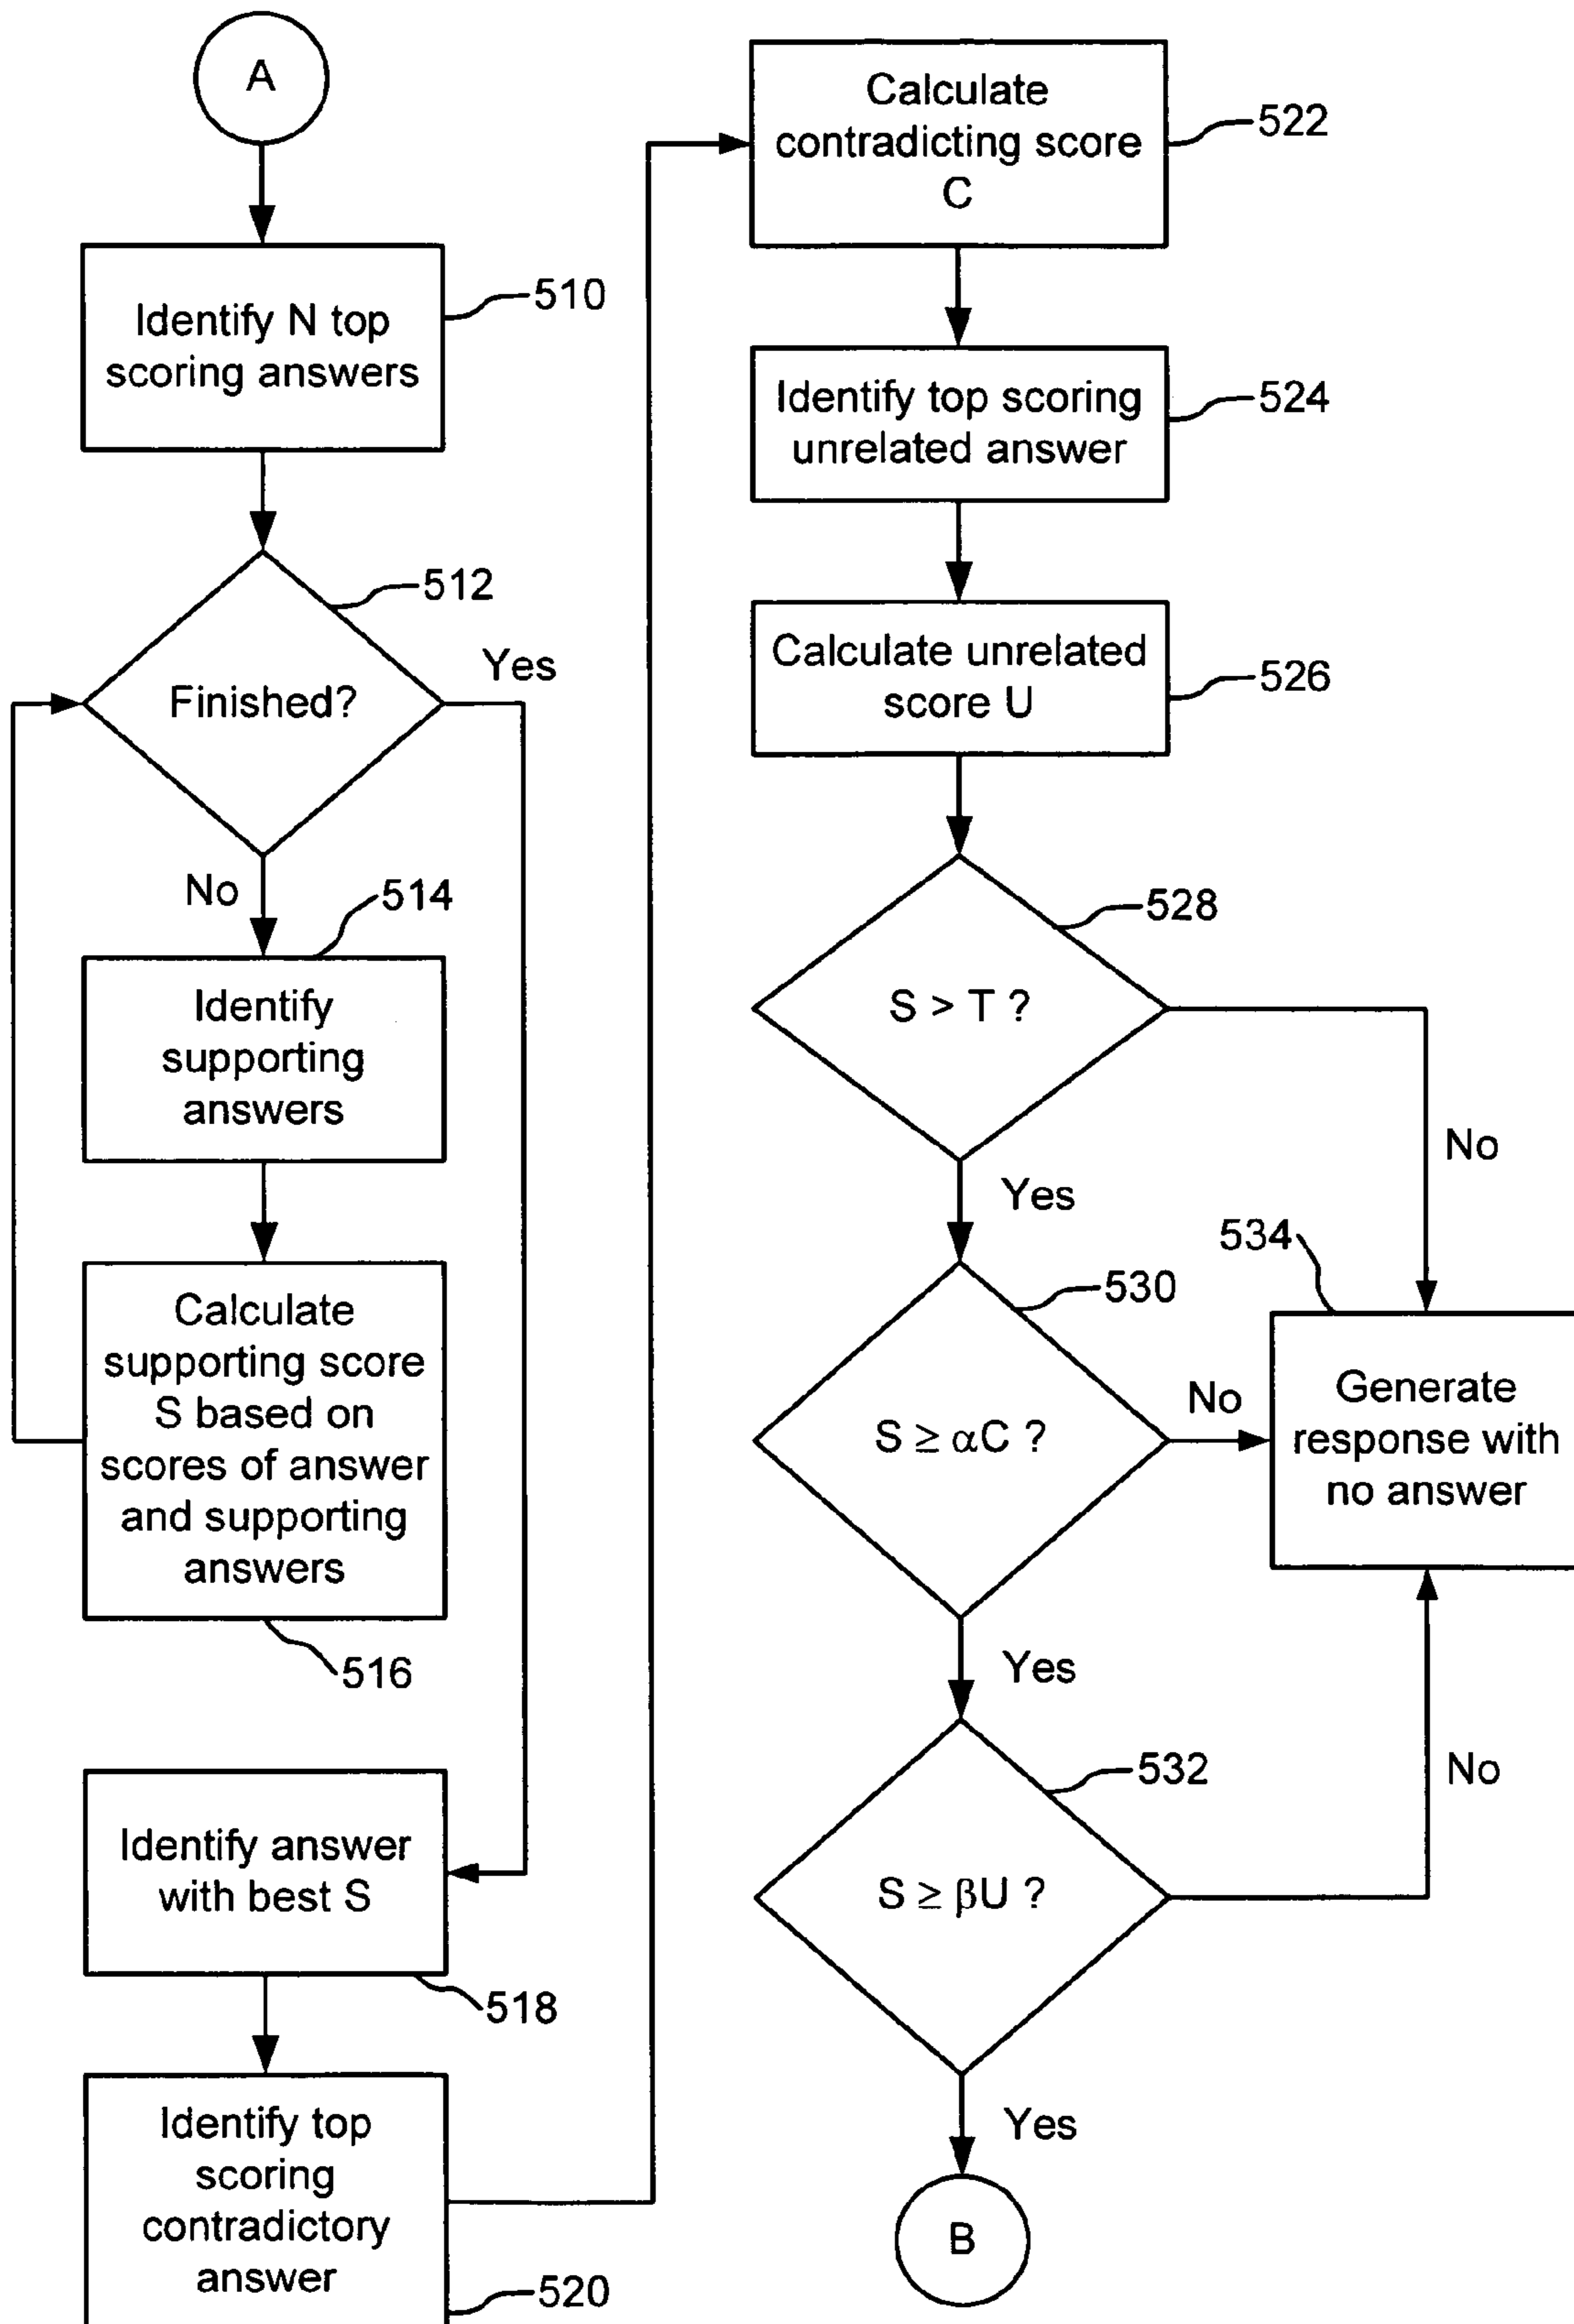 A
Identify N top
scoring answers
510
Finished?
512
Yes
No
514
Identify
supporting
answers
Calculate
supporting score
S based on
scores of answer
and supporting
answers
516
Identify answer
with best S
518
Identify top
scoring
contradictory
answer
520
Calculate
contradicting score
C
522
Identify top scoring
unrelated answer
524
Calculate unrelated
score U
526
S > T ?
528
No
Yes
S ≥ αC ?
530
No
534
Generate
response with
no answer
Yes
S ≥ βU ?
532
No
Yes
B